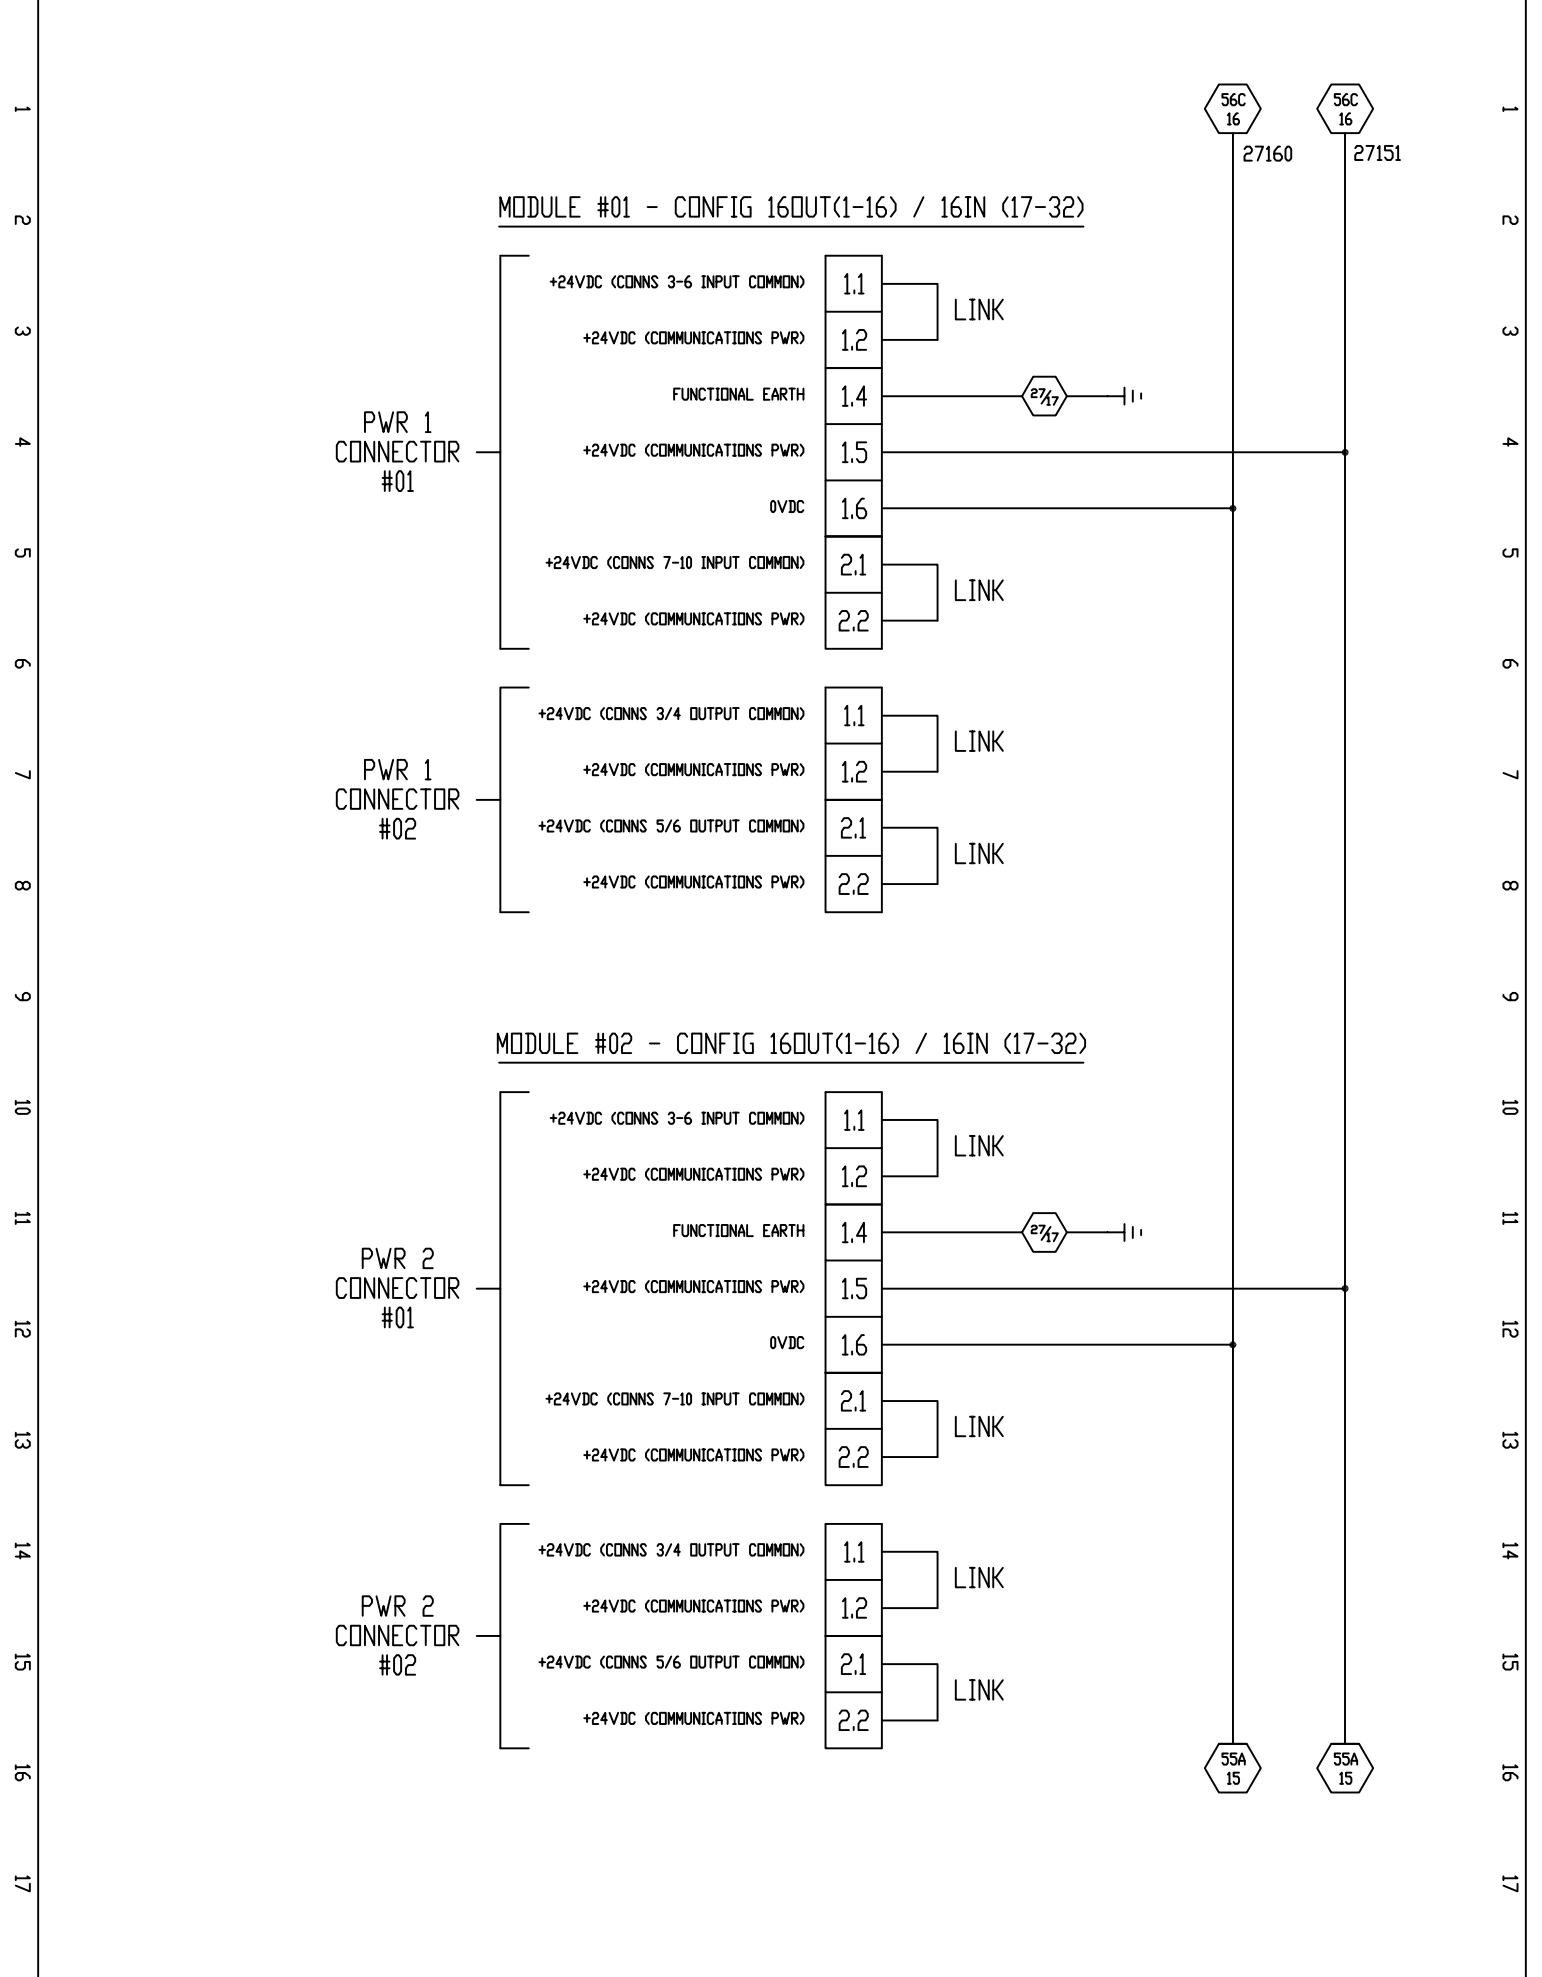 56C
16
56C
16
27160
27151
MODULE #01 - CONFIG 16OUT(1-16) / 16IN (17-32)
+24VDC (CONNS 3-6 INPUT COMMON) 1.1
LINK
+24VDC (COMMUNICATIONS PWR) 1.2
FUNCTIONAL EARTH 1.4
27/17
PWR 1
CONNECTOR
#01
+24VDC (COMMUNICATIONS PWR) 1.5
0VDC 1.6
+24VDC (CONNS 7-10 INPUT COMMON) 2.1
LINK
+24VDC (COMMUNICATIONS PWR) 2.2
+24VDC (CONNS 3/4 OUTPUT COMMON) 1.1
LINK
+24VDC (COMMUNICATIONS PWR) 1.2
PWR 1
CONNECTOR
#02
+24VDC (CONNS 5/6 OUTPUT COMMON) 2.1
LINK
+24VDC (COMMUNICATIONS PWR) 2.2
MODULE #02 - CONFIG 16OUT(1-16) / 16IN (17-32)
+24VDC (CONNS 3-6 INPUT COMMON) 1.1
LINK
+24VDC (COMMUNICATIONS PWR) 1.2
FUNCTIONAL EARTH 1.4
27/17
PWR 2
CONNECTOR
#01
+24VDC (COMMUNICATIONS PWR) 1.5
0VDC 1.6
+24VDC (CONNS 7-10 INPUT COMMON) 2.1
LINK
+24VDC (COMMUNICATIONS PWR) 2.2
+24VDC (CONNS 3/4 OUTPUT COMMON) 1.1
LINK
+24VDC (COMMUNICATIONS PWR) 1.2
PWR 2
CONNECTOR
#02
+24VDC (CONNS 5/6 OUTPUT COMMON) 2.1
LINK
+24VDC (COMMUNICATIONS PWR) 2.2
55A
15
55A
15
1
2
3
4
5
6
7
8
9
10
11
12
13
14
15
16
17
1
2
3
4
5
6
7
8
9
10
11
12
13
14
15
16
17